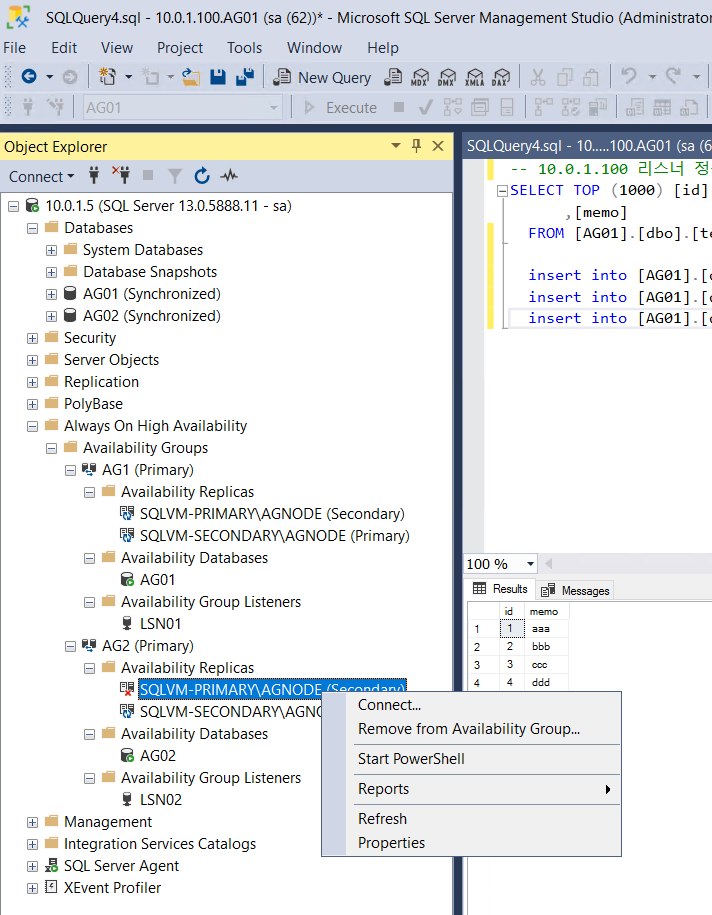 SQLQuery4.sql - 10.0.1.100.AG01 (sa (62))* - Microsoft SQL Server Management Studio (Administrator
File Edit View Project Tools Window Help
New Query MDX DMX XMLA DAX
AG01 Execute
Object Explorer
Connect
10.0.1.5 (SQL Server 13.0.5888.11 - sa)
Databases
System Databases
Database Snapshots
AG01 (Synchronized)
AG02 (Synchronized)
Security
Server Objects
Replication
PolyBase
Always On High Availability
Availability Groups
AG1 (Primary)
Availability Replicas
SQLVM-PRIMARY\AGNODE (Secondary)
SQLVM-SECONDARY\AGNODE (Primary)
Availability Databases
AG01
Availability Group Listeners
LSN01
AG2 (Primary)
Availability Replicas
SQLVM-PRIMARY\AGNODE (Secondary)
SQLVM-SECONDARY\AGNO
Availability Databases
AG02
Availability Group Listeners
LSN02
Management
Integration Services Catalogs
SQL Server Agent
XEvent Profiler
Connect...
Remove from Availability Group...
Start PowerShell
Reports
Refresh
Properties
SQLQuery4.sql - 10.....100.AG01 (sa (6
-- 10.0.1.100 리스너 정
SELECT TOP (1000) [id]
,[memo]
FROM [AG01].[dbo].[te
insert into [AG01].[d
insert into [AG01].[d
insert into [AG01].[d
100 %
Results Messages
id memo
1 1 aaa
2 2 bbb
3 3 ccc
4 4 ddd